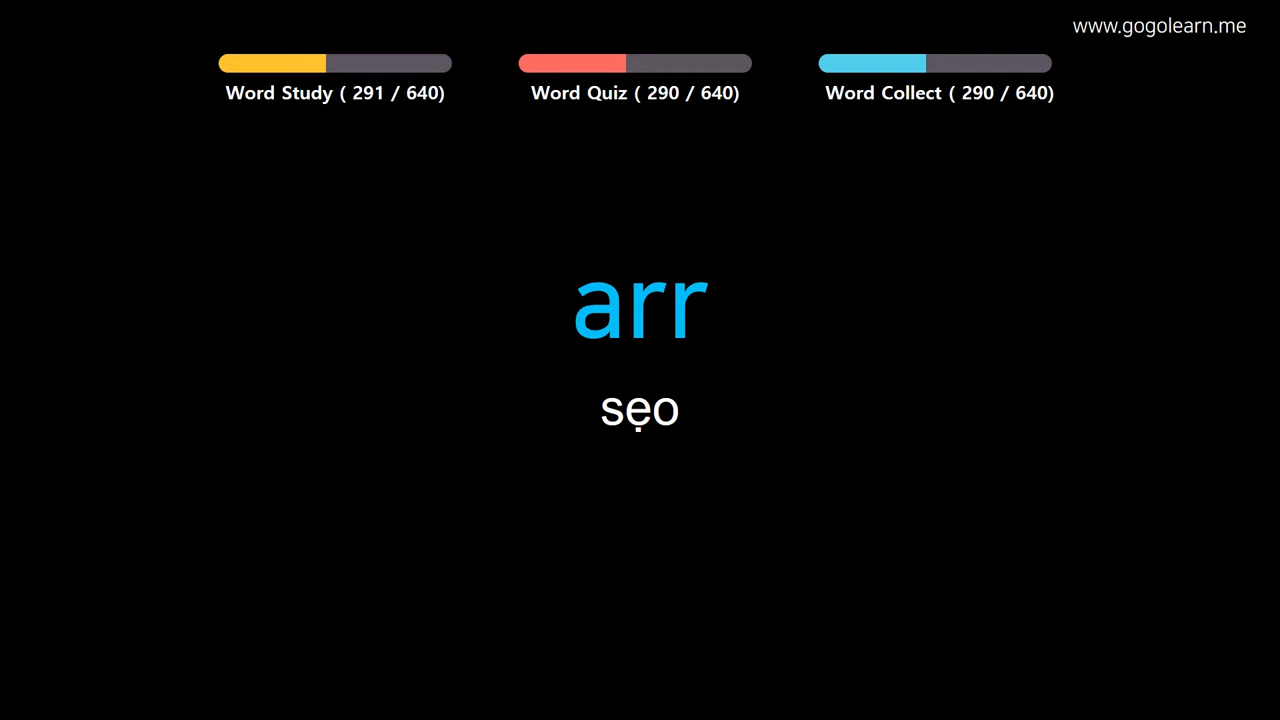 www.gogolearn.me
Word Study ( 291 / 640)
Word Quiz ( 290 / 640)
Word Collect ( 290 / 640)
arr
sẹo